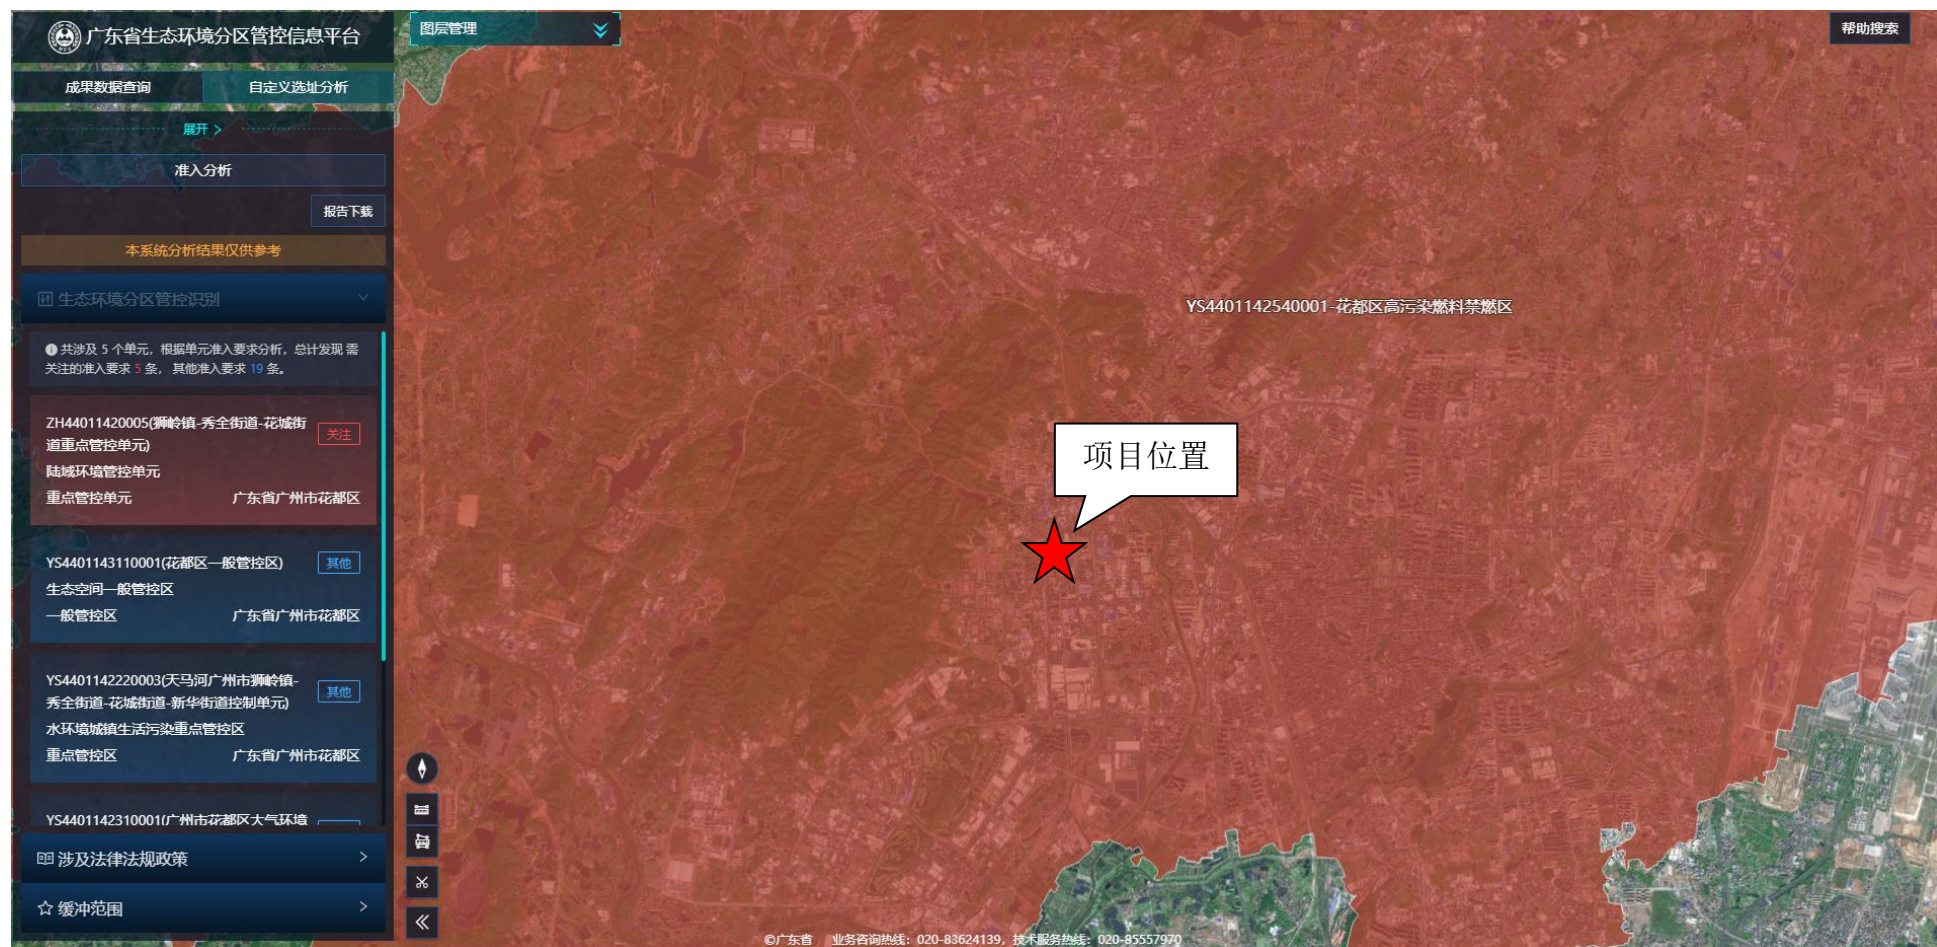 广东省生态环境分区管控信息平台
成果数据查询
自定义选址分析
展开 >
准入分析
报告下载
本系统分析结果仅供参考
生态环境分区管控识别
共涉及 5 个单元，根据单元准入要求分析，总计发现 需
关注的准入要求 5 条，其他准入要求 19 条。
ZH44011420005(狮岭镇-秀全街道-花城街
道重点管控单元)
关注
陆域环境管控单元
重点管控单元
广东省广州市花都区
YS4401143110001(花都区一般管控区)
其他
生态空间一般管控区
一般管控区
广东省广州市花都区
YS4401142220003(天马河广州市狮岭镇-
秀全街道-花城街道-新华街道控制单元)
其他
水环境城镇生活污染重点管控区
重点管控区
广东省广州市花都区
YS4401142310001(广州市花都区大气环境
涉及法律法规政策
缓冲范围
图层管理
帮助搜索
YS4401142540001-花都区高污染燃料禁燃区
项目位置
©广东省 业务咨询热线：020-83624139，技术服务热线：020-85557970